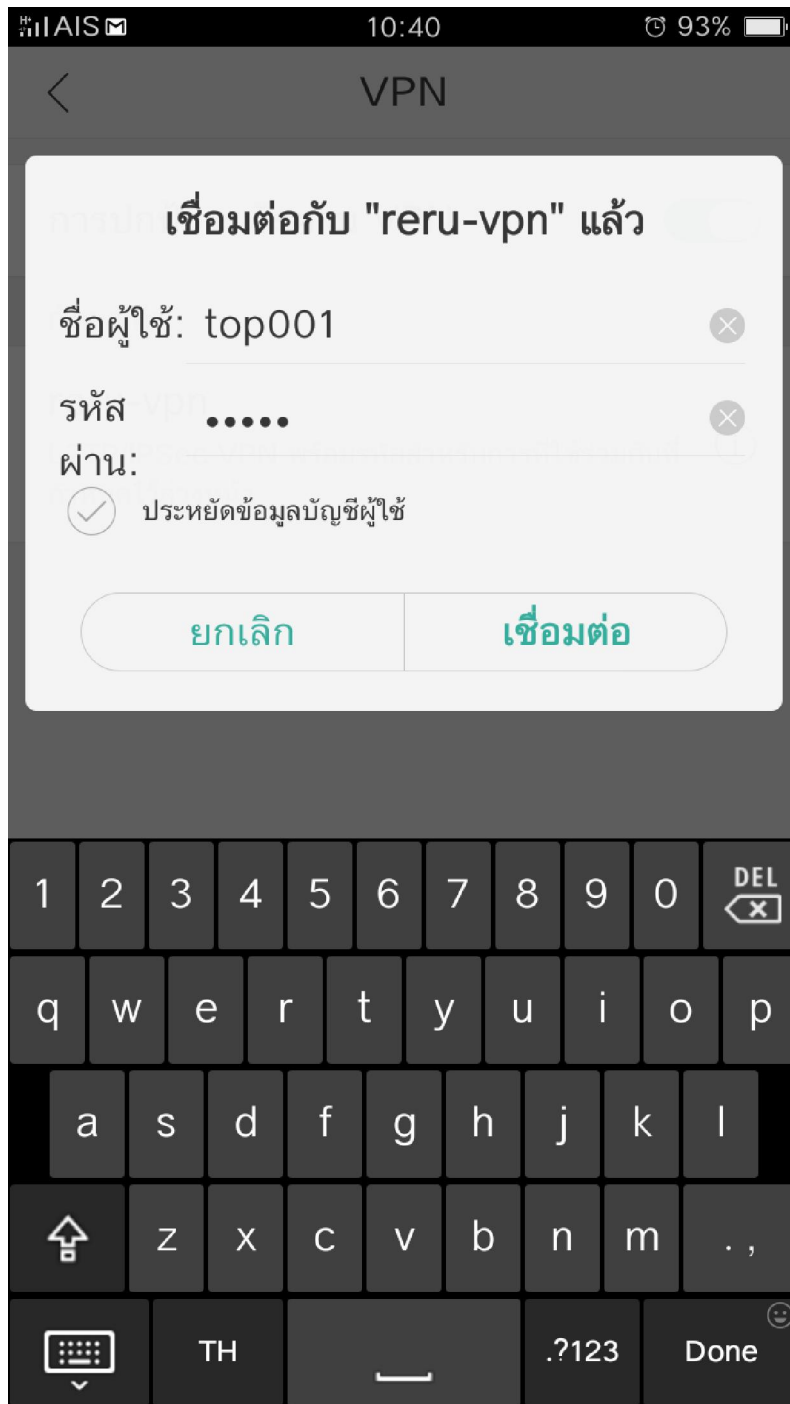 AIS 10:40 93%
VPN
เชื่อมต่อกับ "reru-vpn" แล้ว
ชื่อผู้ใช้: top001
รหัส
ผ่าน: •••••
ประหยัดข้อมูลบัญชีผู้ใช้
ยกเลิก เชื่อมต่อ
1 2 3 4 5 6 7 8 9 0 DEL
q w e r t y u i o p
a s d f g h j k l
z x c v b n m . ,
TH .?123 Done